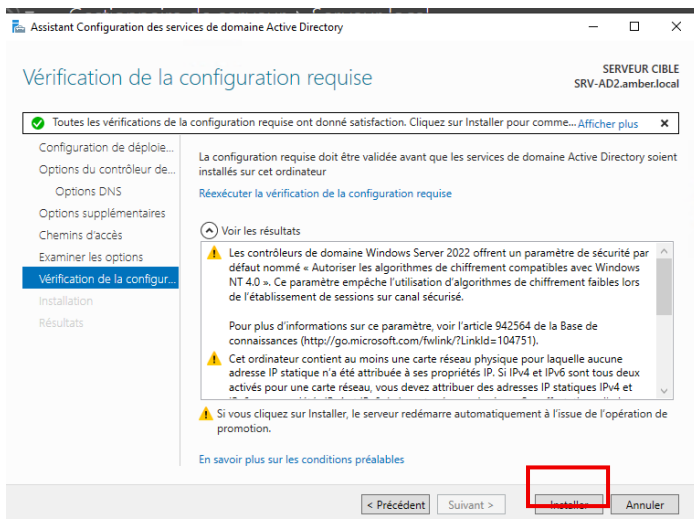 Assistant Configuration des services de domaine Active Directory
Vérification de la configuration requise
SERVEUR CIBLE
SRV-AD2.amber.local
Toutes les vérifications de la configuration requise ont donné satisfaction. Cliquez sur Installer pour comme... Afficher plus
Configuration de déploie...
Options du contrôleur de...
Options DNS
Options supplémentaires
Chemins d'accès
Examiner les options
Vérification de la configur...
Installation
Résultats
La configuration requise doit être validée avant que les services de domaine Active Directory soient
installés sur cet ordinateur
Réexécuter la vérification de la configuration requise
Voir les résultats
Les contrôleurs de domaine Windows Server 2022 offrent un paramètre de sécurité par
défaut nommé « Autoriser les algorithmes de chiffrement compatibles avec Windows
NT 4.0 ». Ce paramètre empêche l'utilisation d'algorithmes de chiffrement faibles lors
de l'établissement de sessions sur canal sécurisé.
Pour plus d'informations sur ce paramètre, voir l'article 942564 de la Base de
connaissances (http://go.microsoft.com/fwlink/?LinkId=104751).
Cet ordinateur contient au moins une carte réseau physique pour laquelle aucune
adresse IP statique n'a été attribuée à ses propriétés IP. Si IPv4 et IPv6 sont tous deux
activés pour une carte réseau, vous devez attribuer des adresses IP statiques IPv4 et
Si vous cliquez sur Installer, le serveur redémarre automatiquement à l'issue de l'opération de
promotion.
En savoir plus sur les conditions préalables
< Précédent
Suivant >
Installer
Annuler